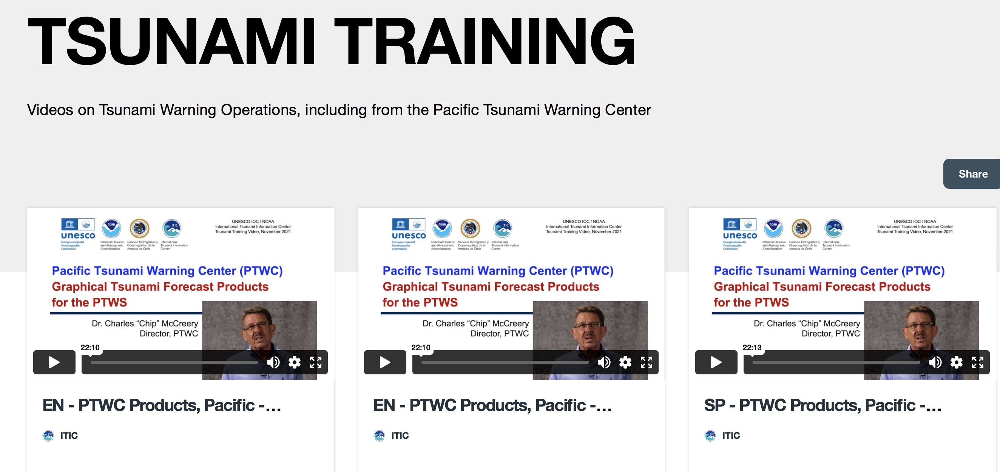 TSUNAMI TRAINING
Videos on Tsunami Warning Operations, including from the Pacific Tsunami Warning Center
Share
unesco
Intergovernmental
Oceanographic
Commission
NOAA
National Oceanic
and Atmospheric
Administration
Servicio Hidrográfico y
Oceanográfico de la
Armada de Chile
ITIC
International
Tsunami Information
Center
UNESCO IOC / NOAA
International Tsunami Information Center
Tsunami Training Video, November 2021
Pacific Tsunami Warning Center (PTWC)
Graphical Tsunami Forecast Products
for the PTWS
Dr. Charles “Chip” McCreery
Director, PTWC
22:10
EN - PTWC Products, Pacific -...
ITIC
unesco
Intergovernmental
Oceanographic
Commission
NOAA
National Oceanic
and Atmospheric
Administration
Servicio Hidrográfico y
Oceanográfico de la
Armada de Chile
ITIC
International
Tsunami Information
Center
UNESCO IOC / NOAA
International Tsunami Information Center
Tsunami Training Video, November 2021
Pacific Tsunami Warning Center (PTWC)
Graphical Tsunami Forecast Products
for the PTWS
Dr. Charles “Chip” McCreery
Director, PTWC
22:10
EN - PTWC Products, Pacific -...
ITIC
unesco
Intergovernmental
Oceanographic
Commission
NOAA
National Oceanic
and Atmospheric
Administration
Servicio Hidrográfico y
Oceanográfico de la
Armada de Chile
ITIC
International
Tsunami Information
Center
UNESCO IOC / NOAA
International Tsunami Information Center
Tsunami Training Video, November 2021
Pacific Tsunami Warning Center (PTWC)
Graphical Tsunami Forecast Products
for the PTWS
Dr. Charles “Chip” McCreery
Director, PTWC
22:13
SP - PTWC Products, Pacific -...
ITIC